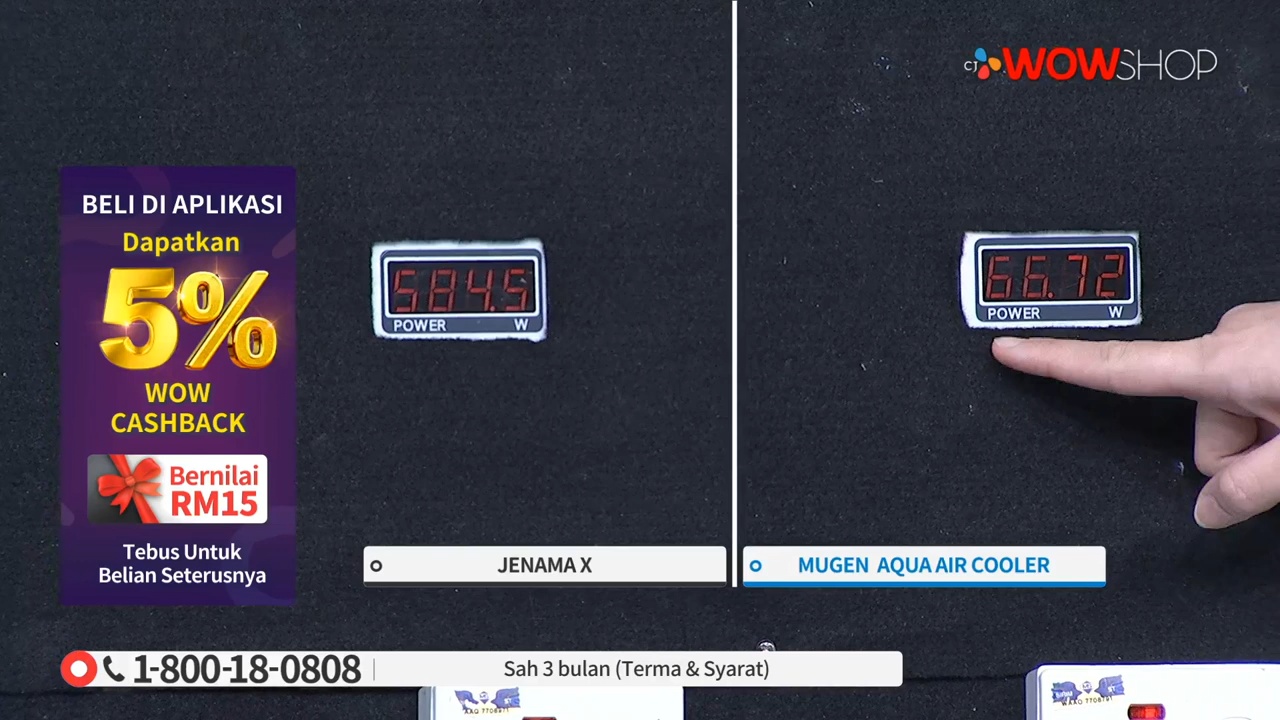 CJ WOWSHOP
BELI DI APLIKASI
Dapatkan
5%
WOW
CASHBACK
Bernilai
RM15
Tebus Untuk
Belian Seterusnya
584.5
POWER W
66.72
POWER W
JENAMA X
MUGEN AQUA AIR COOLER
1-800-18-0808
Sah 3 bulan (Terma & Syarat)